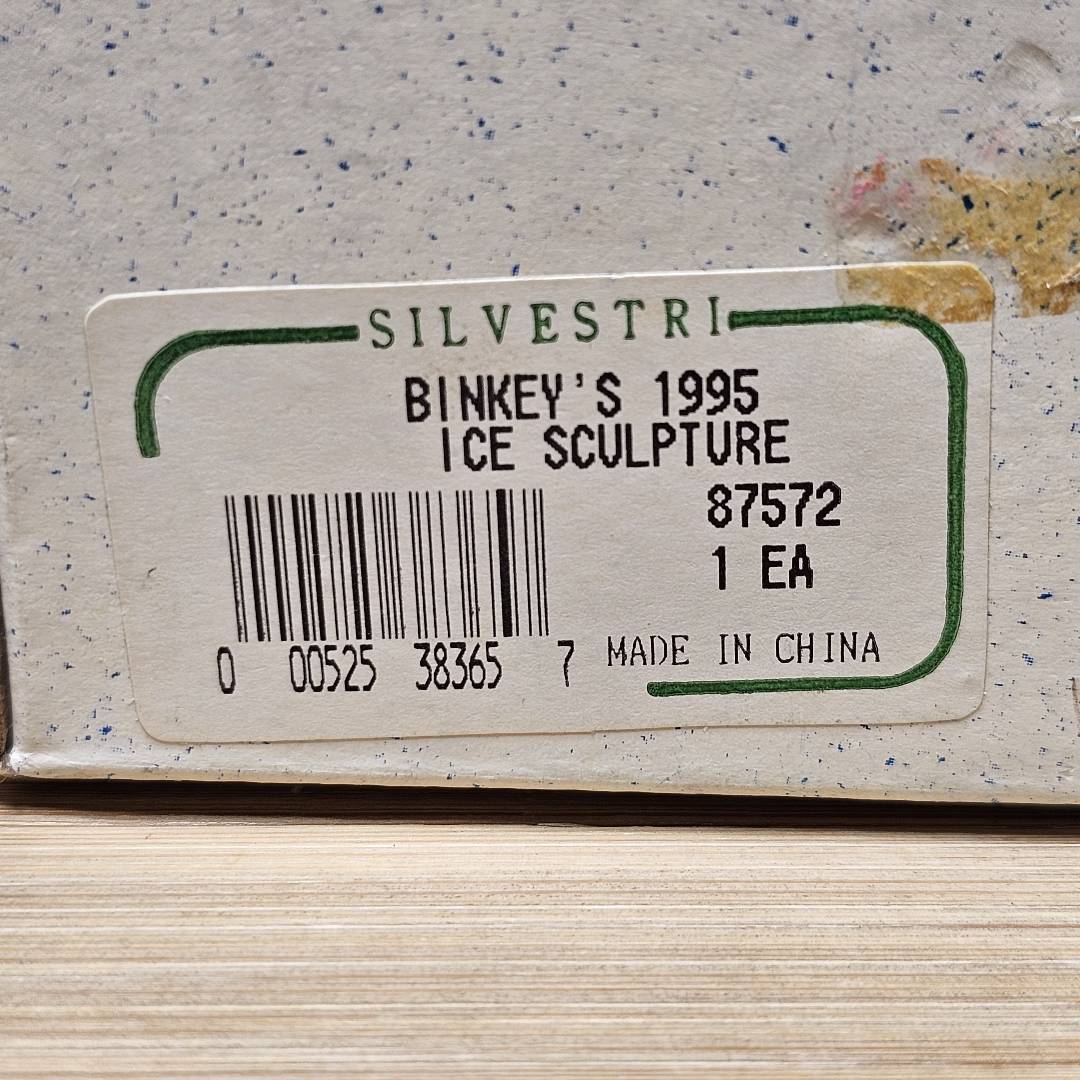 SILVESTRI
BINKEY'S 1995
ICE SCULPTURE
87572
1 EA
0 00525 38365 7
MADE IN CHINA